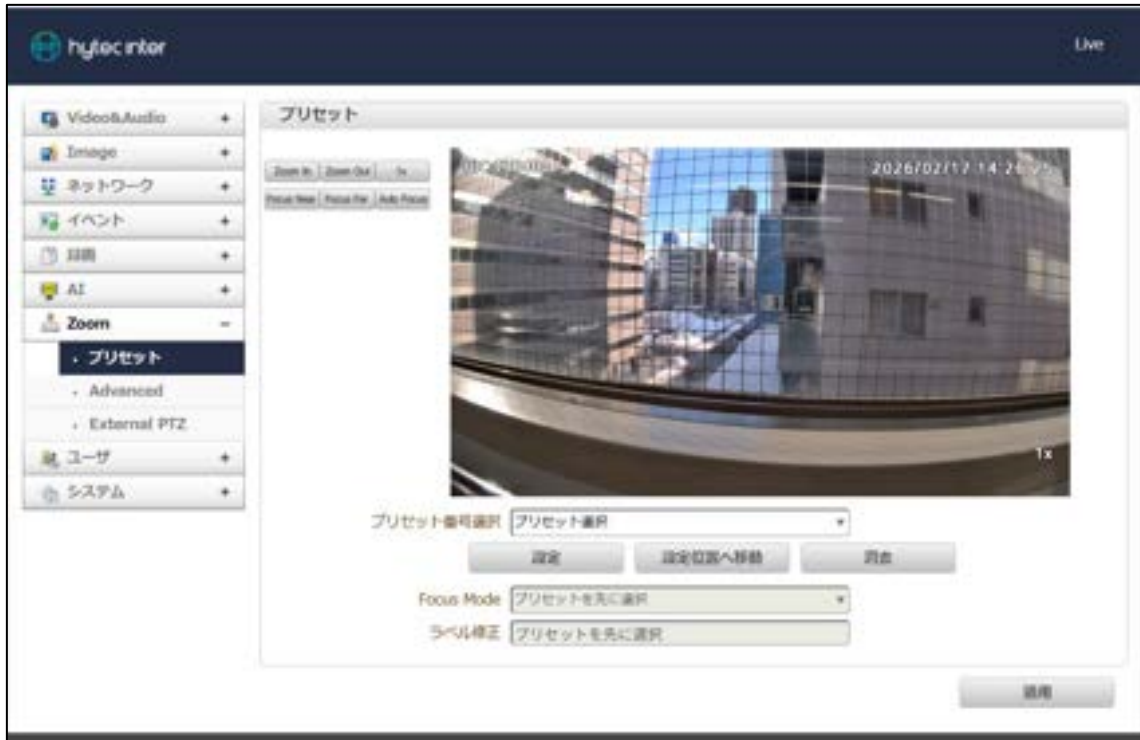 hytec inter
Live
Video&Audio +
Image +
ネットワーク +
イベント +
録画 +
AI +
Zoom -
・ プリセット
・ Advanced
・ External PTZ
ユーザ +
システム +
プリセット
Zoom In Zoom Out 1x
Focus Near Focus Far Auto Focus
2026/02/17 14:2
1x
プリセット番号選択 プリセット選択
設定 設定位置へ移動 消去
Focus Mode プリセットを先に選択
ラベル修正 プリセットを先に選択
適用